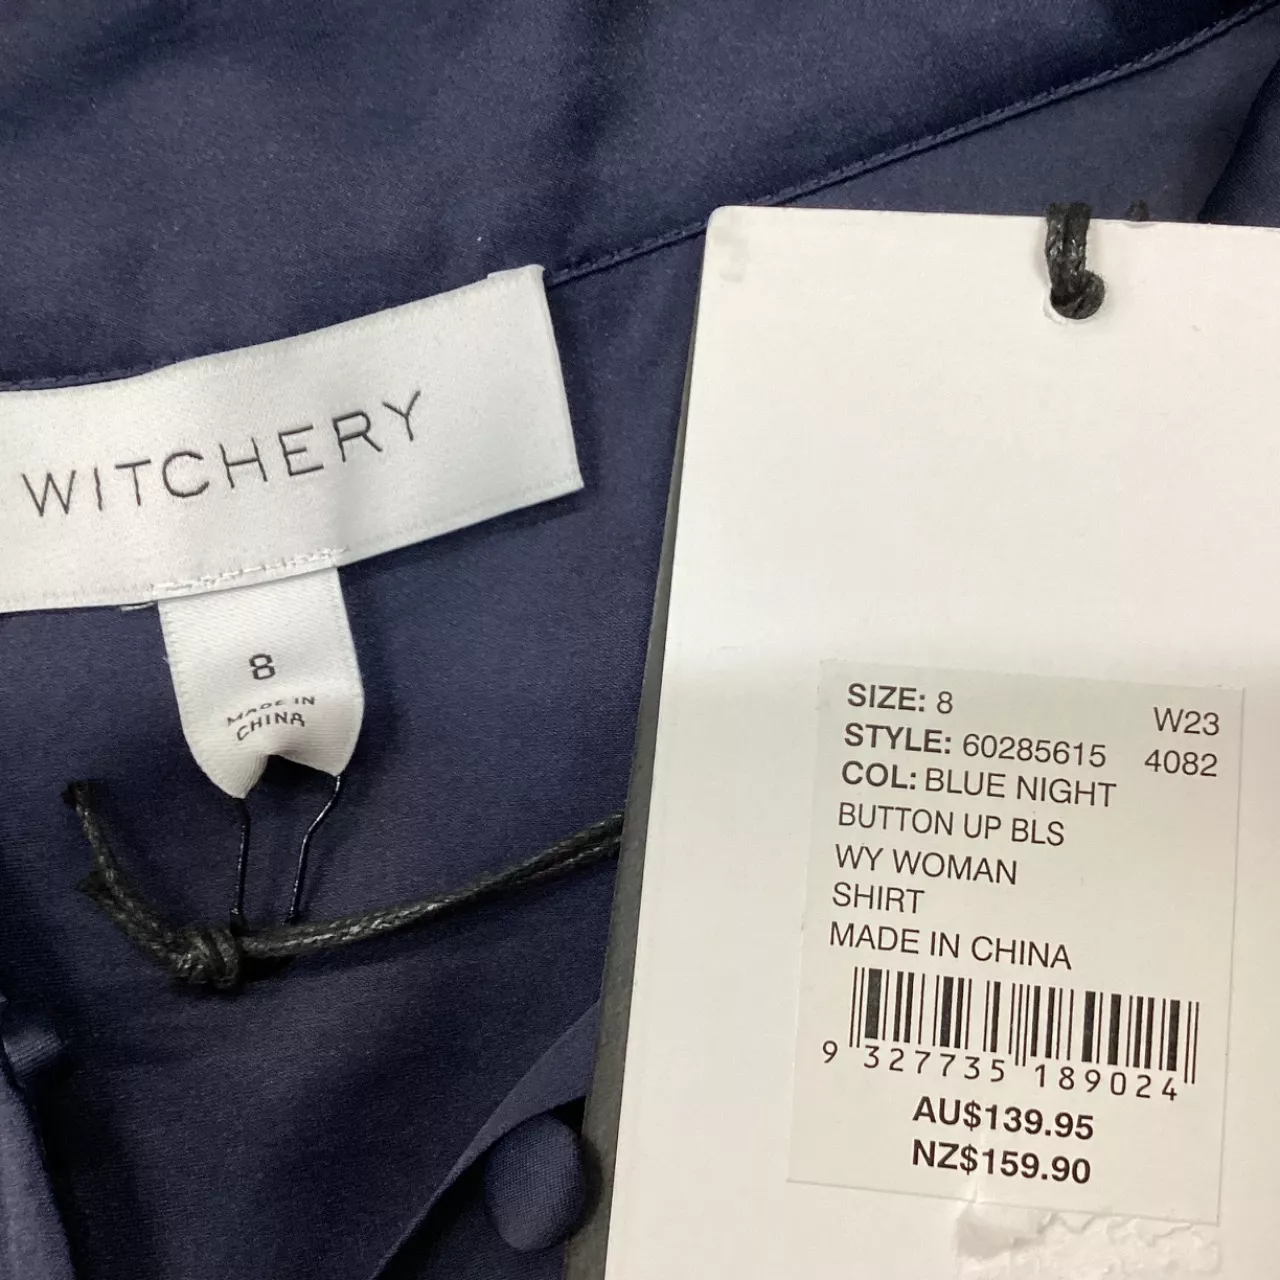 WITCHERY
8
MADE IN
CHINA
SIZE: 8
W23
STYLE: 60285615 4082
COL: BLUE NIGHT
BUTTON UP BLS
WY WOMAN
SHIRT
MADE IN CHINA
9 327735 189024
AU$139.95
NZ$159.90